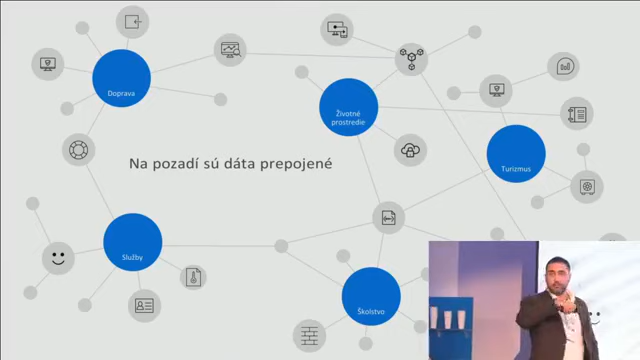 Doprava
Životné
prostredie
Turizmus
Na pozadí sú dáta prepojené
Služby
Školstvo